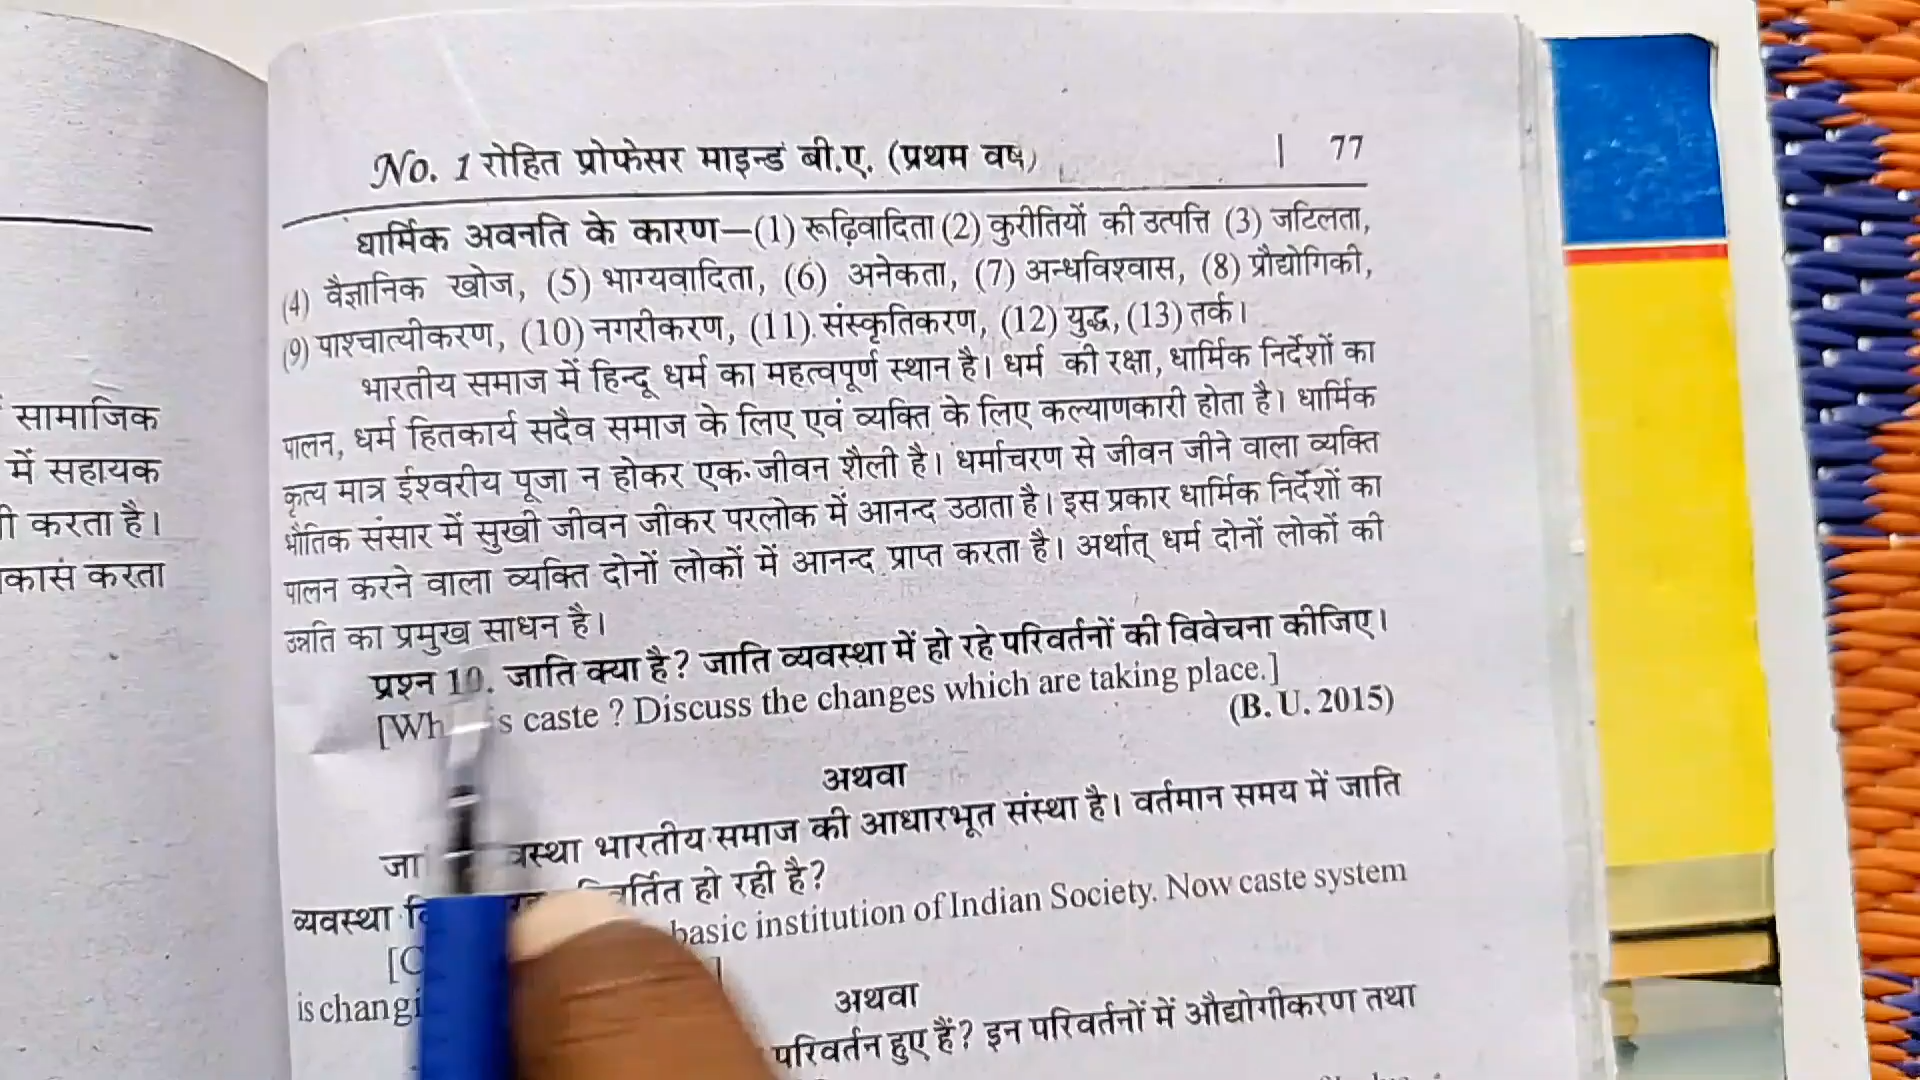 सामाजिक
में सहायक
करता है।
करता
No. 1 रोहित प्रोफेसर माइन्ड बी.ए. (प्रथम वर्ष) | 77
धार्मिक अवनति के कारण—(1) रूढ़िवादिता (2) कुरीतियों की उत्पत्ति (3) जटिलता,
(4) वैज्ञानिक खोज, (5) भाग्यवादिता, (6) अनेकता, (7) अन्धविश्वास, (8) प्रौद्योगिकी,
(9) पाश्चात्यीकरण, (10) नगरीकरण, (11) संस्कृतिकरण, (12) युद्ध, (13) तर्क।
भारतीय समाज में हिन्दू धर्म का महत्वपूर्ण स्थान है। धर्म की रक्षा, धार्मिक निर्देशों का
पालन, धर्म हितकार्य सदैव समाज के लिए एवं व्यक्ति के लिए कल्याणकारी होता है। धार्मिक
कृत्य मात्र ईश्वरीय पूजा न होकर एक जीवन शैली है। धर्माचरण से जीवन जीने वाला व्यक्ति
भौतिक संसार में सुखी जीवन जीकर परलोक में आनन्द उठाता है। इस प्रकार धार्मिक निर्देशों का
पालन करने वाला व्यक्ति दोनों लोकों में आनन्द प्राप्त करता है। अर्थात् धर्म दोनों लोकों की
उन्नति का प्रमुख साधन है।
प्रश्न 10. जाति क्या है? जाति व्यवस्था में हो रहे परिवर्तनों की विवेचना कीजिए।
caste ? Discuss the changes which are taking place.]
(B. U. 2015)
अथवा
भारतीय समाज की आधारभूत संस्था है। वर्तमान समय में जाति
व्यवस्था हो रही है?
basic institution of Indian Society. Now caste system
is
अथवा
परिवर्तन हुए हैं? इन परिवर्तनों में औद्योगीकरण तथा